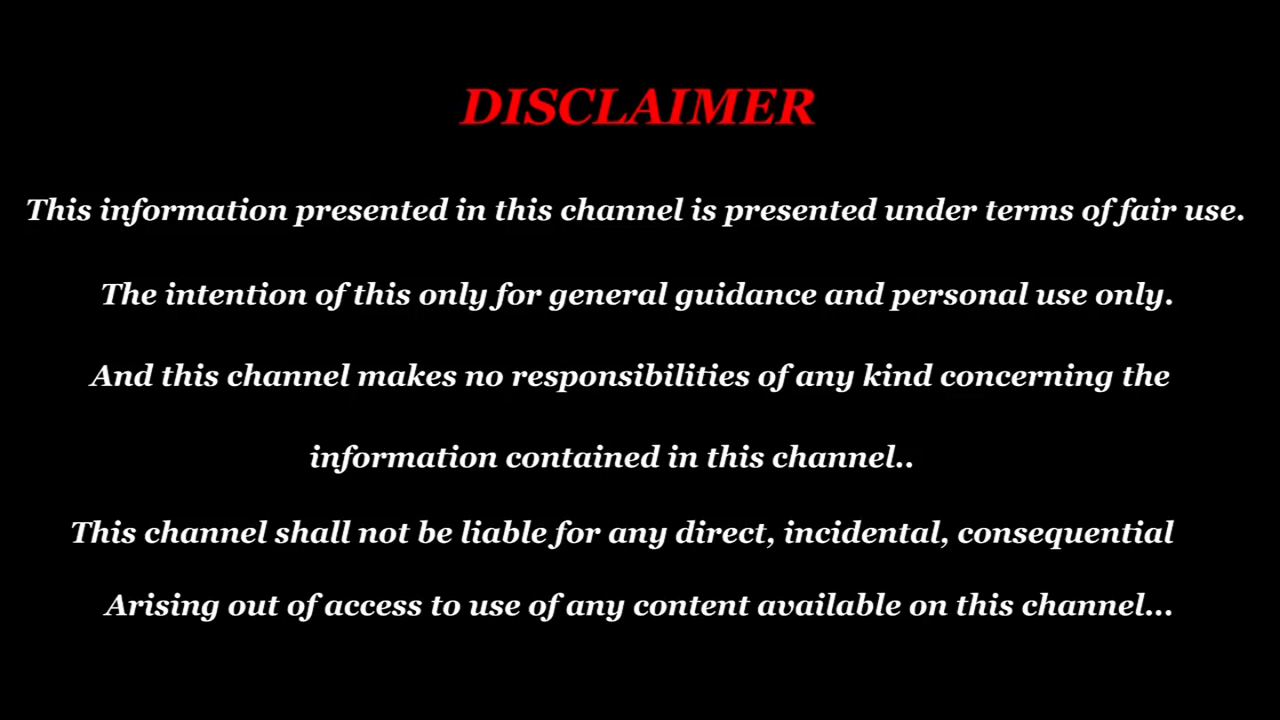 DISCLAIMER
This information presented in this channel is presented under terms of fair use.
The intention of this only for general guidance and personal use only.
And this channel makes no responsibilities of any kind concerning the
information contained in this channel..
This channel shall not be liable for any direct, incidental, consequential
Arising out of access to use of any content available on this channel...